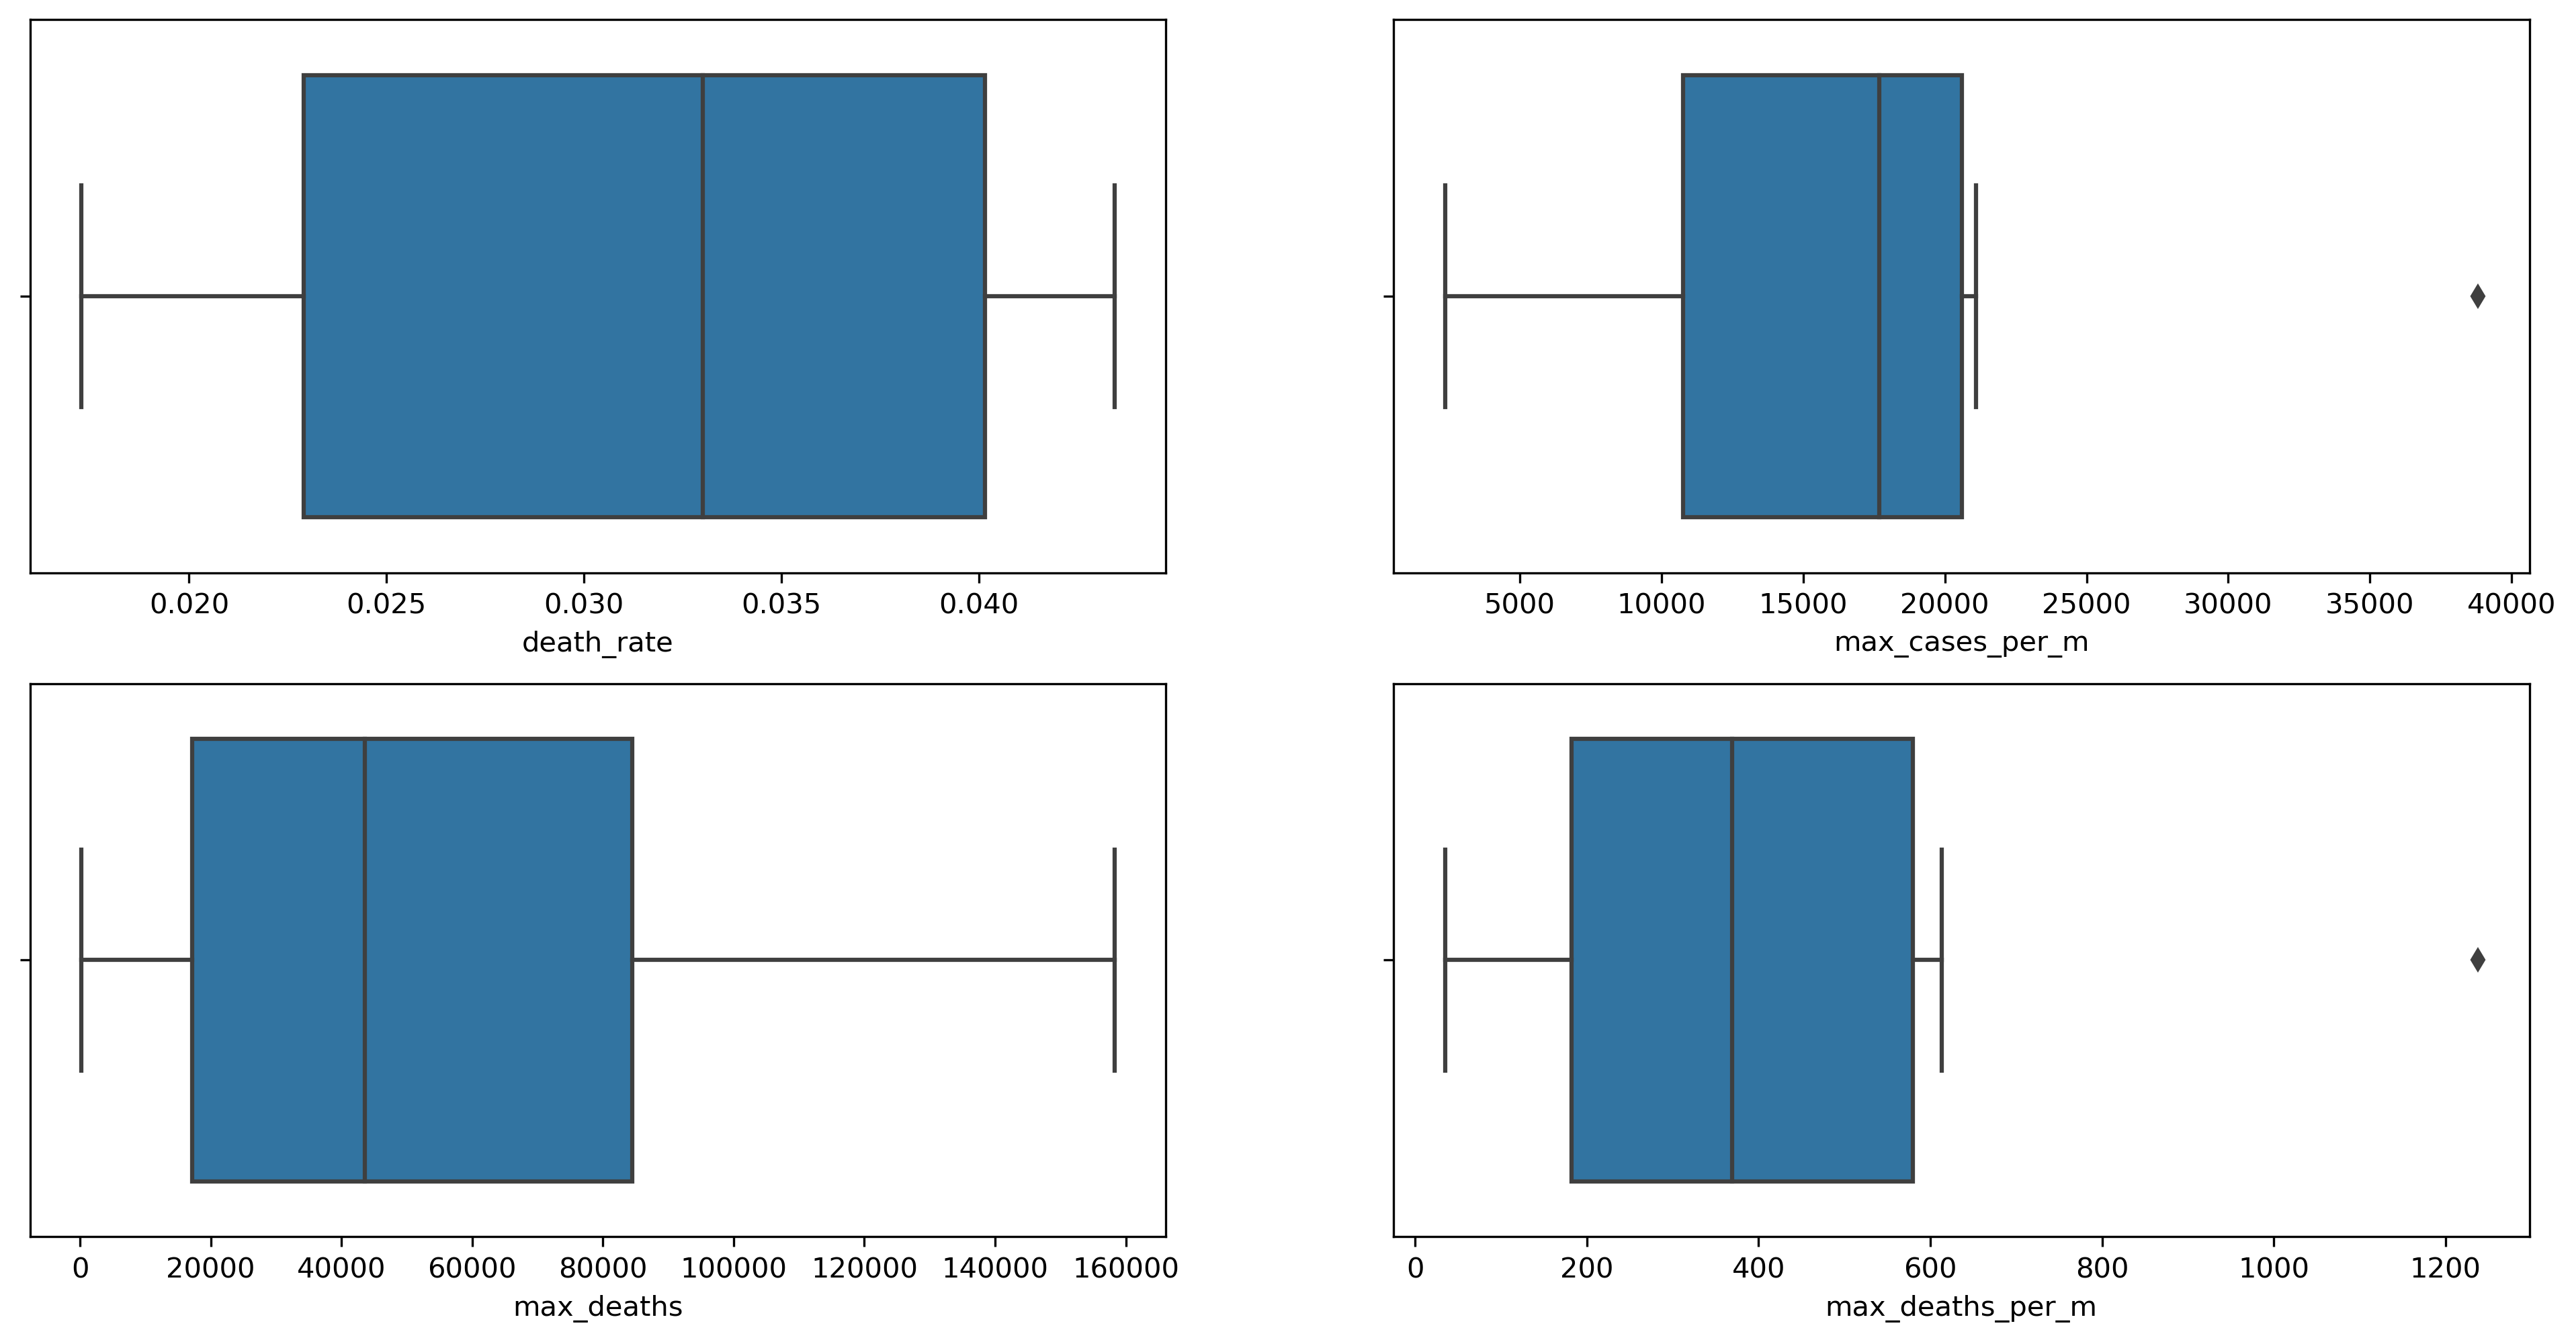 0.020 0.025 0.030 0.035 0.040
death_rate
5000 10000 15000 20000 25000 30000 35000 40000
max_cases_per_m
0 20000 40000 60000 80000 100000 120000 140000 160000
max_deaths
0 200 400 600 800 1000 1200
max_deaths_per_m